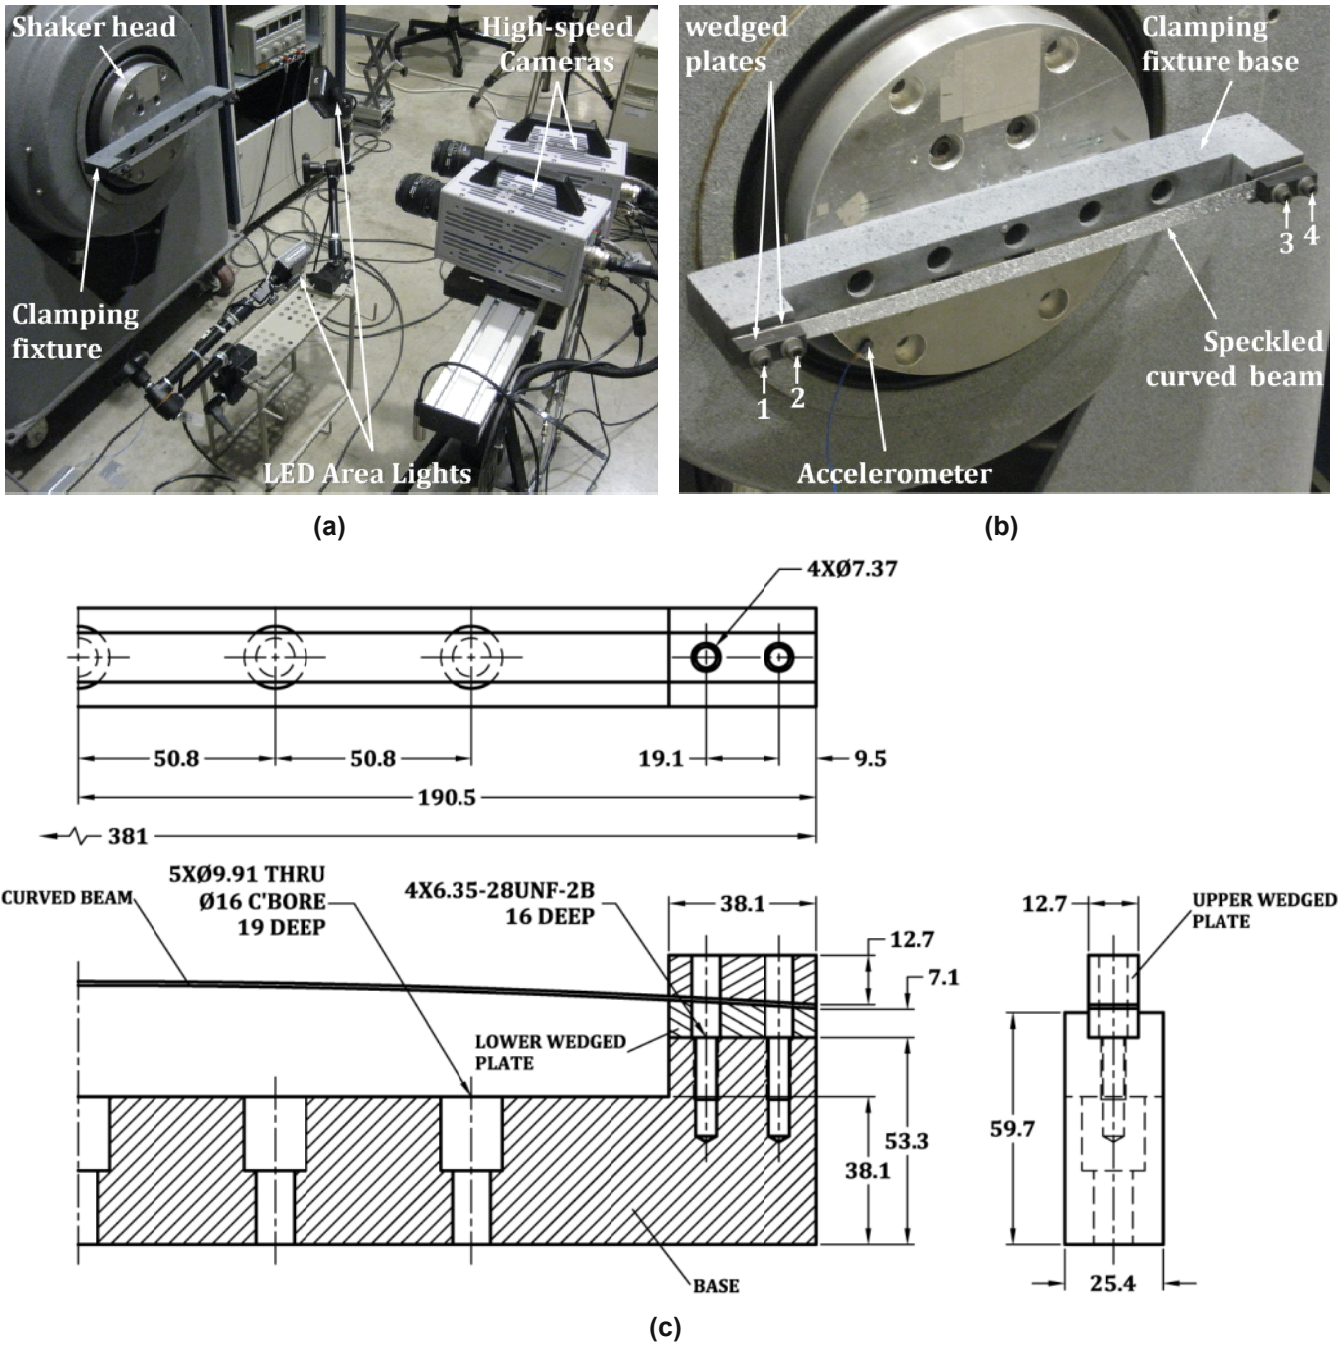 Shaker head
High-speed
Cameras
Clamping
fixture
LED Area Lights
(a)
wedged
plates
Clamping
fixture base
1
2
3
4
Speckled
curved beam
Accelerometer
(b)
4XØ7.37
50.8
50.8
19.1
9.5
190.5
381
5XØ9.91 THRU
Ø16 C'BORE
19 DEEP
4X6.35-28UNF-2B
16 DEEP
CURVED BEAM
38.1
12.7
7.1
LOWER WEDGED
PLATE
53.3
38.1
BASE
12.7
UPPER WEDGED
PLATE
59.7
25.4
(c)